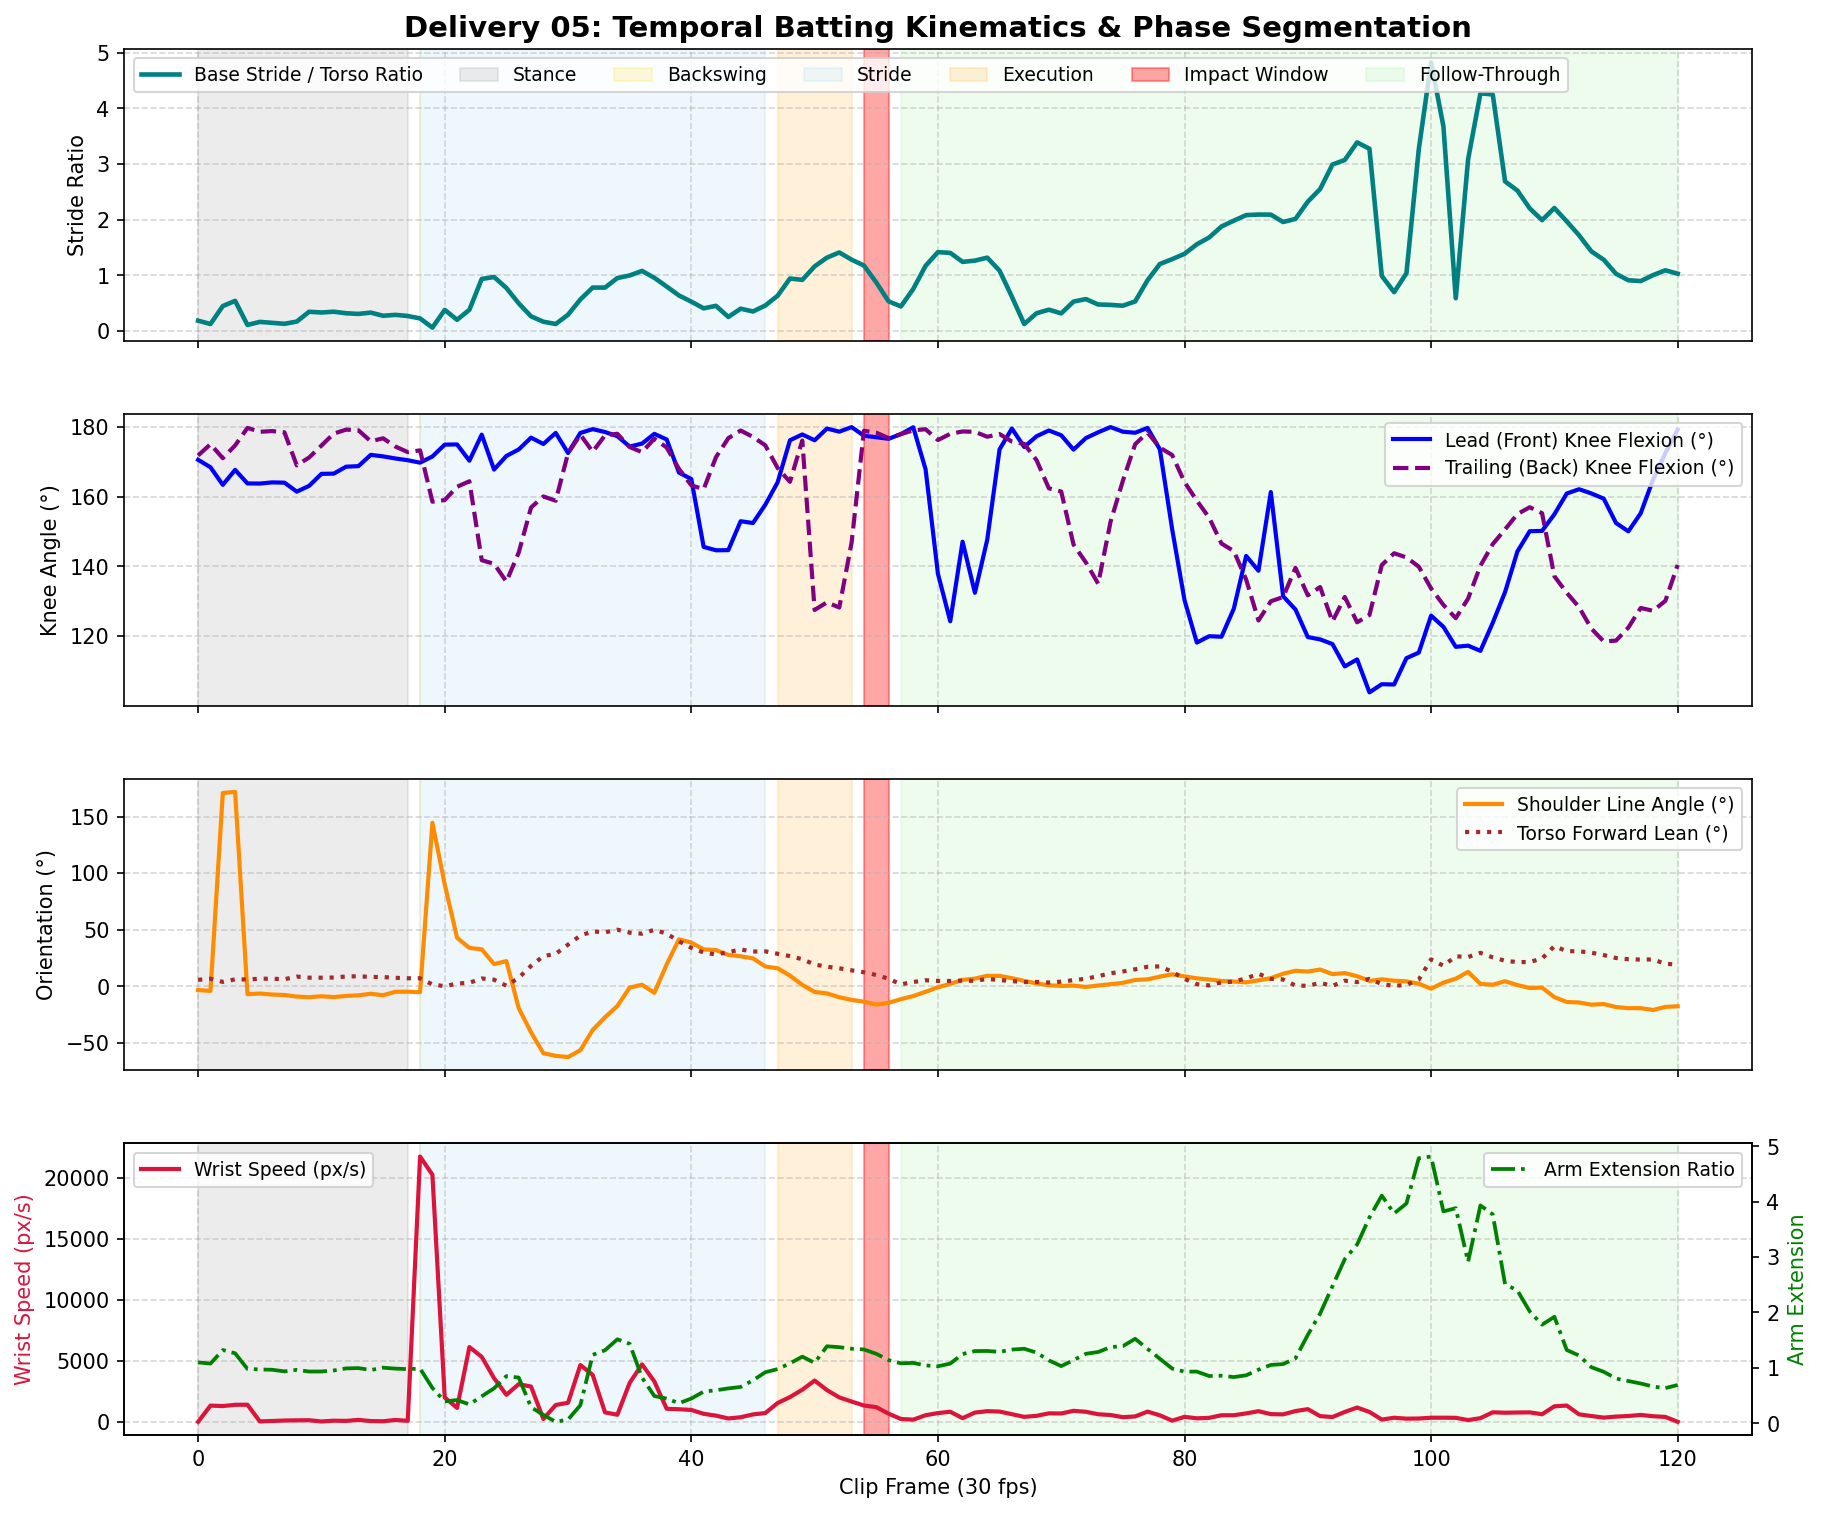 Delivery 05: Temporal Batting Kinematics & Phase Segmentation
Base Stride / Torso Ratio Stance Backswing Stride Execution Impact Window Follow-Through
Stride Ratio
5
4
3
2
1
0
Lead (Front) Knee Flexion (°)
Trailing (Back) Knee Flexion (°)
Knee Angle (°)
180
160
140
120
Shoulder Line Angle (°)
Torso Forward Lean (°)
Orientation (°)
150
100
50
0
−50
Wrist Speed (px/s)
Arm Extension Ratio
Wrist Speed (px/s)
20000
15000
10000
5000
0
5
4
3
2
1
0
Arm Extension
0 20 40 60 80 100 120
Clip Frame (30 fps)